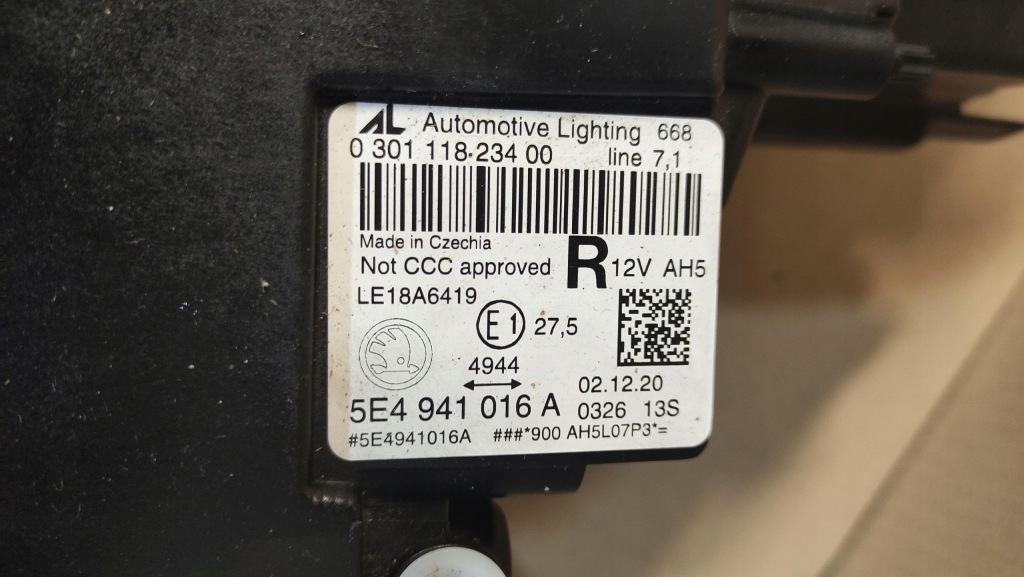 AL Automotive Lighting 668
0 301 118 234 00 line 7,1
Made in Czechia
Not CCC approved R 12V AH5
LE18A6419
E1 27,5
4944
02.12.20
5E4 941 016 A 0326 13S
#5E4941016A ###*900 AH5L07P3*=